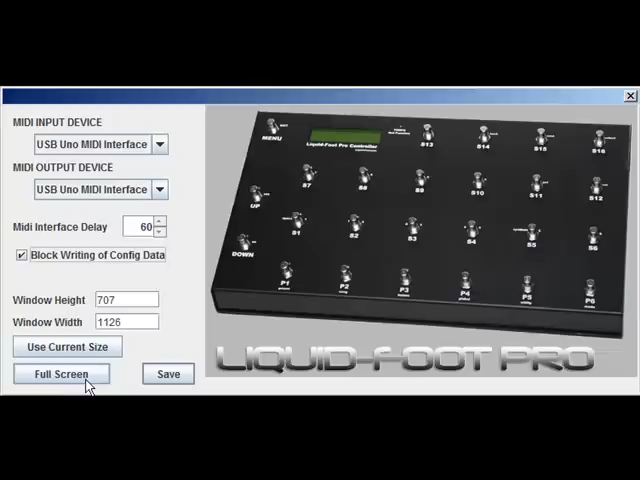 MIDI INPUT DEVICE
USB Uno MIDI Interface
MIDI OUTPUT DEVICE
USB Uno MIDI Interface
Midi Interface Delay 60
Block Writing of Config Data
Window Height 707
Window Width 1126
Use Current Size
Full Screen Save
MENU
Liquid-Foot Pro Controller
S13 S14 S15 S16
S7 S8 S9 S10 S11 S12
UP
S1 S2 S3 S4 S5 S6
DOWN
P1 P2 P3 P4 P5 P6
LIQUID-FOOT PRO